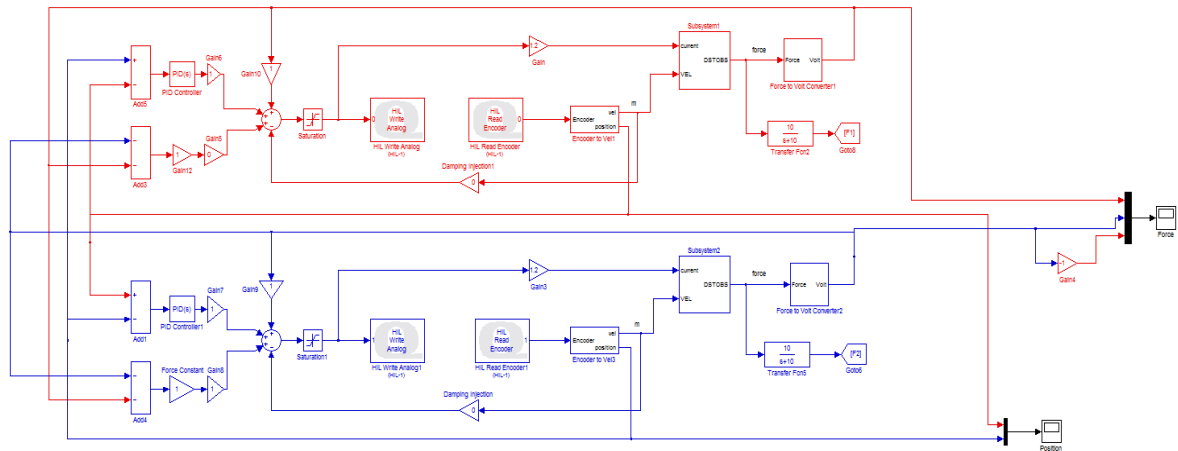 Gain6
PID(s)
1
PID Controller
Add5
1
Gain10
Saturation
1.2
Gain
0
HIL
Write
Analog
HIL Write Analog
(HIL-1)
HIL
Read
Encoder
0
HIL Read Encoder
(HIL-1)
Encoder
vel
position
Encoder to Vel1
m
Subsystem1
current
DSTOBS
VEL
force
Force
Volt
Force to Volt Converter1
10
s+10
Transfer Fcn2
[F1]
Goto8
Gain5
1
0
Gain12
Add3
Damping Injection1
0
Force
-1
Gain4
Gain7
PID(s)
1
PID Controller1
Add1
1
Gain9
Saturation1
1.2
Gain3
1
HIL
Write
Analog
HIL Write Analog1
(HIL-1)
HIL
Read
Encoder
1
HIL Read Encoder1
(HIL-1)
Encoder
vel
position
Encoder to Vel3
m
Subsystem2
current
DSTOBS
VEL
force
Force
Volt
Force to Volt Converter2
10
s+10
Transfer Fcn5
[F2]
Goto6
Force Constant
Gain8
1
1
Add4
Damping Injection
0
Position